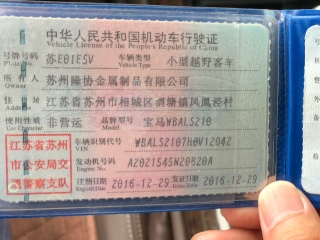 中华人民共和国机动车行驶证
Vehicle License of the People's Republic of China
号牌号码 苏E01E5V 车辆类型 小型越野客车
Plate No. Vehicle Type
所有人 苏州隆协金属制品有限公司
Owner
住址 江苏省苏州市相城区渭塘镇凤凰泾村
Address
使用性质 非营运 品牌型号 宝马WBALS210
Use Character Model
江苏省苏州市公安局交通警察支队
车辆识别代号 WBALS2107H0V12042
VIN
发动机号码 A2021545N20B20A
Engine No.
注册日期 2016-12-29 发证日期 2016-12-29
Register Date Issue Date